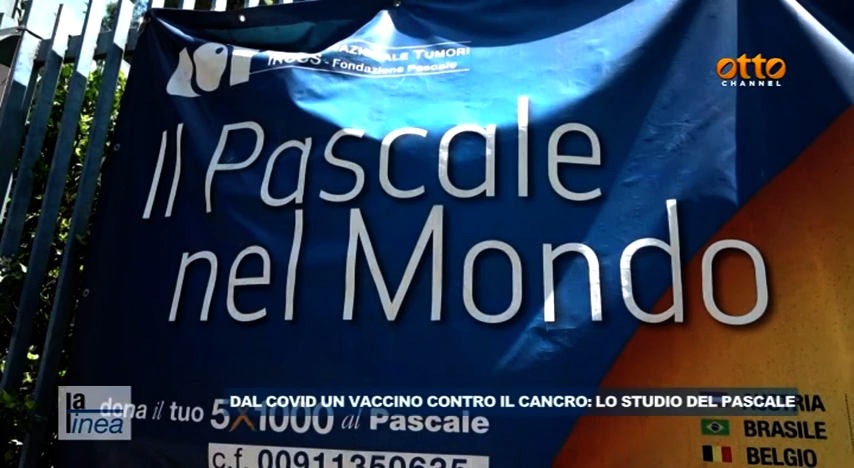 NAZIONALE TUMORI
IRCCS - Fondazione Pascale
otto
CHANNEL
Il Pascale
nel Mondo
la
linea
DAL COVID UN VACCINO CONTRO IL CANCRO: LO STUDIO DEL PASCALE
dona il tuo 5X1000 al Pascale
BRASILE
c.f. 00911350635
BELGIO